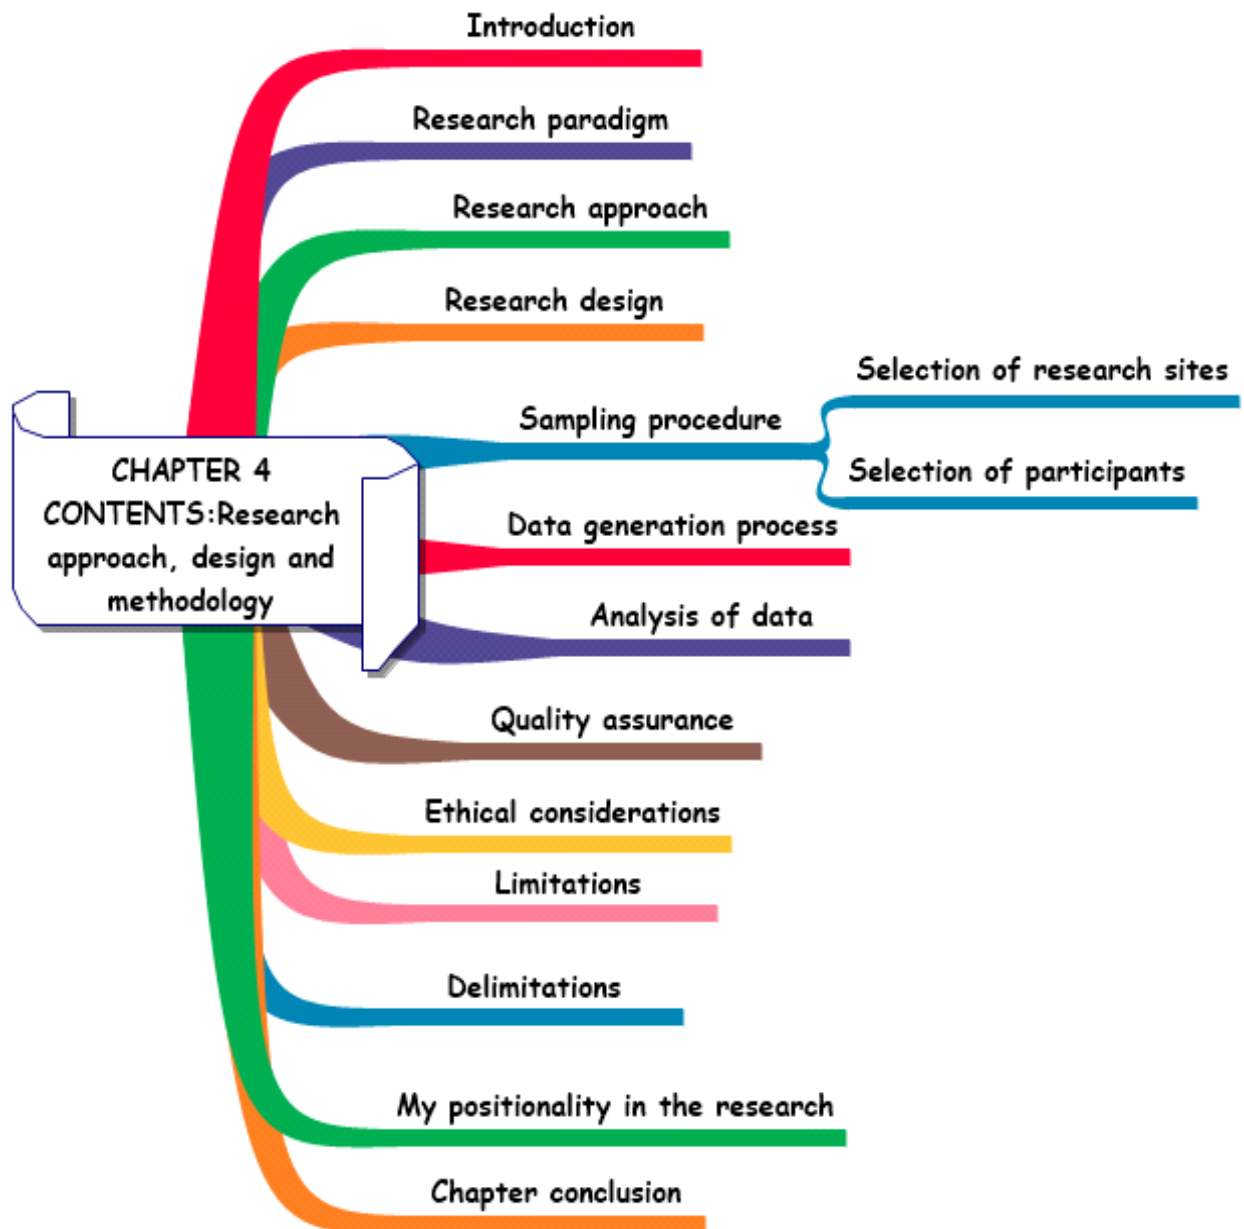 Introduction
Research paradigm
Research approach
Research design
Selection of research sites
Sampling procedure
Selection of participants
CHAPTER 4
CONTENTS:Research
approach, design and
methodology
Data generation process
Analysis of data
Quality assurance
Ethical considerations
Limitations
Delimitations
My positionality in the research
Chapter conclusion